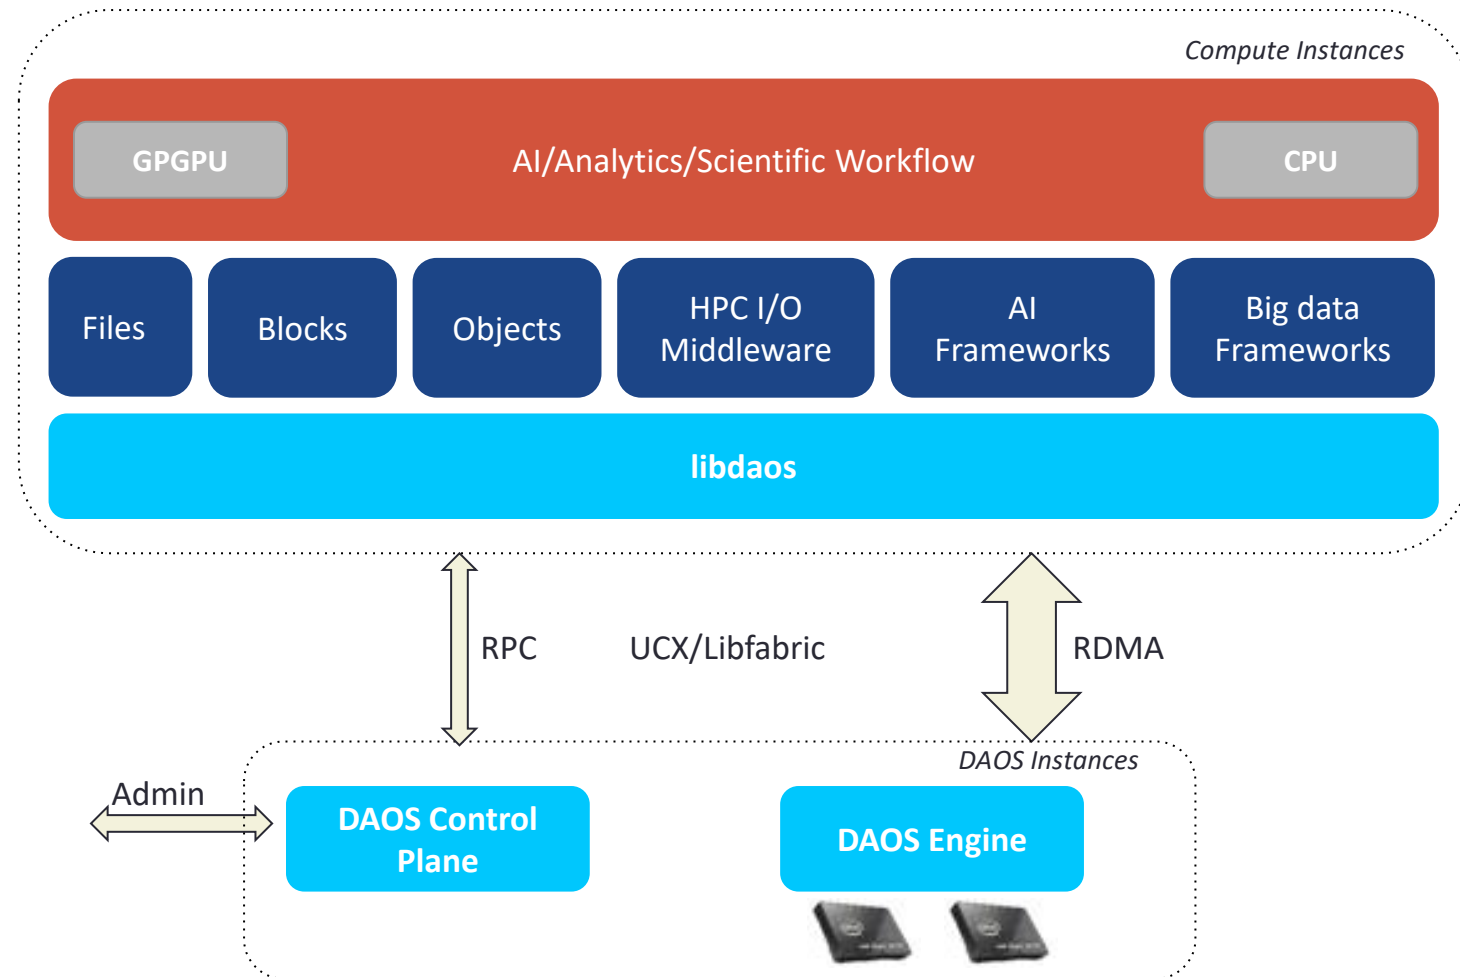 Compute Instances
GPGPU
AI/Analytics/Scientific Workflow
CPU
Files
Blocks
Objects
HPC I/O
Middleware
AI
Frameworks
Big data
Frameworks
libdaos
RPC
UCX/Libfabric
RDMA
DAOS Instances
Admin
DAOS Control
Plane
DAOS Engine